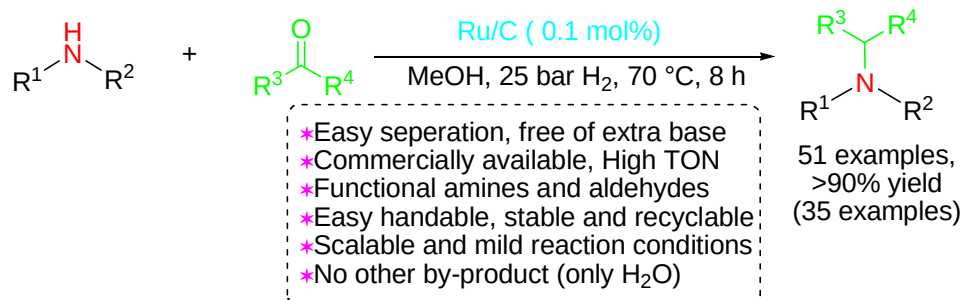 H
N
R¹
R²
+
O
R³
R⁴
Ru/C ( 0.1 mol%)
MeOH, 25 bar H₂, 70 °C, 8 h
R³
R⁴
N
R¹
R²
✶Easy seperation, free of extra base
✶Commercially available, High TON
✶Functional amines and aldehydes
✶Easy handable, stable and recyclable
✶Scalable and mild reaction conditions
✶No other by-product (only H₂O)
51 examples,
>90% yield
(35 examples)